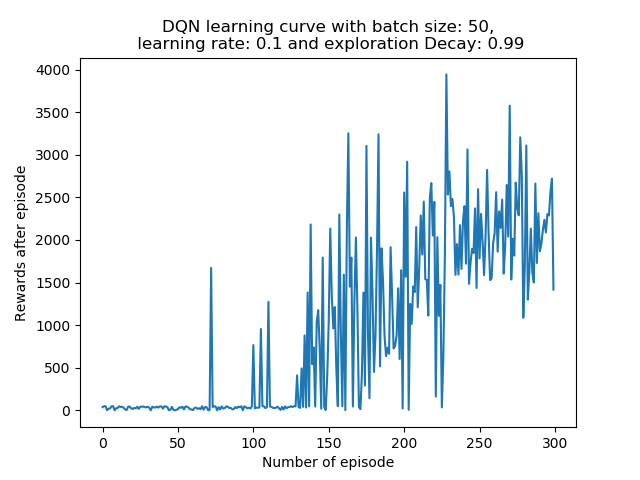 DQN learning curve with batch size: 50,
learning rate: 0.1 and exploration Decay: 0.99
4000
3500
3000
2500
2000
1500
1000
500
0
Rewards after episode
0 50 100 150 200 250 300
Number of episode